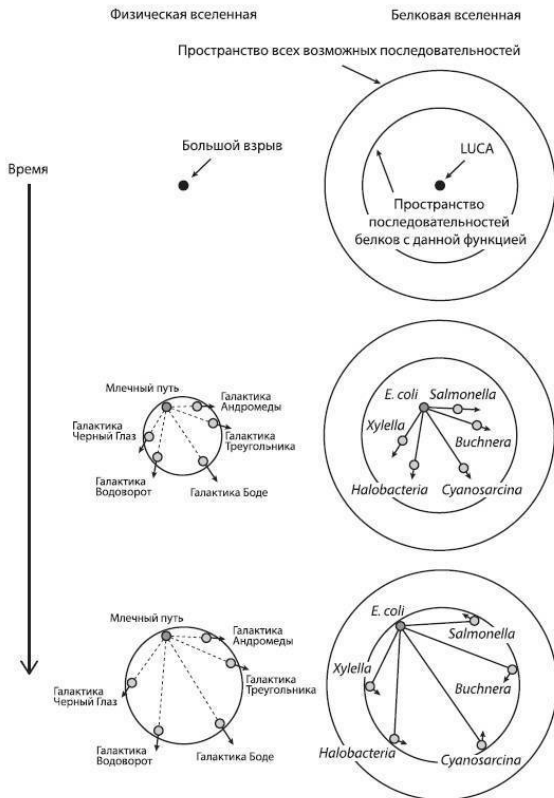 Физическая вселенная
Белковая вселенная
Пространство всех возможных последовательностей
Время
Большой взрыв
LUCA
Пространство
последовательностей
белков с данной функцией
Млечный путь
Галактика
Андромеды
Галактика
Черный Глаз
Галактика
Треугольника
Галактика
Водоворот
Галактика Боде
E. coli
Salmonella
Xylella
Buchnera
Halobacteria
Cyanosarcina
Млечный путь
Галактика
Андромеды
Галактика
Треугольника
Галактика
Черный Глаз
Галактика
Водоворот
Галактика Боде
E. coli
Salmonella
Xylella
Buchnera
Halobacteria
Cyanosarcina